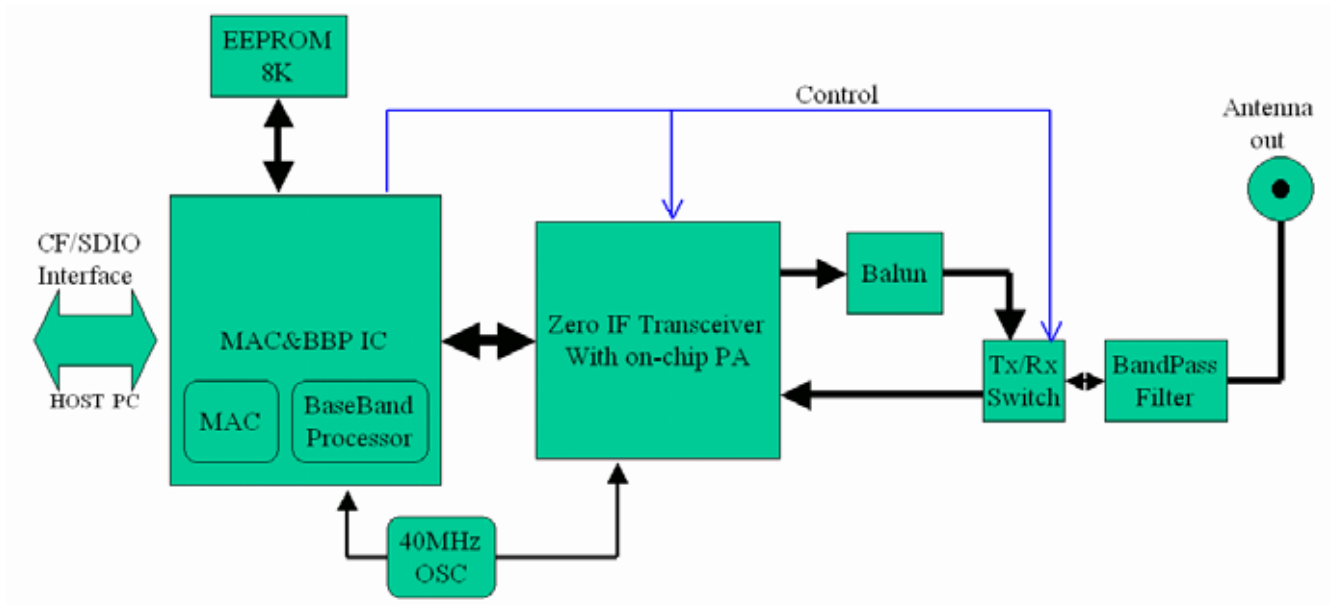 EEPROM
8K
Control
Antenna
out
CF/SDIO
Interface
HOST PC
MAC&BBP IC
MAC
BaseBand
Processor
Zero IF Transceiver
With on-chip PA
Balun
Tx/Rx
Switch
BandPass
Filter
40MHz
OSC